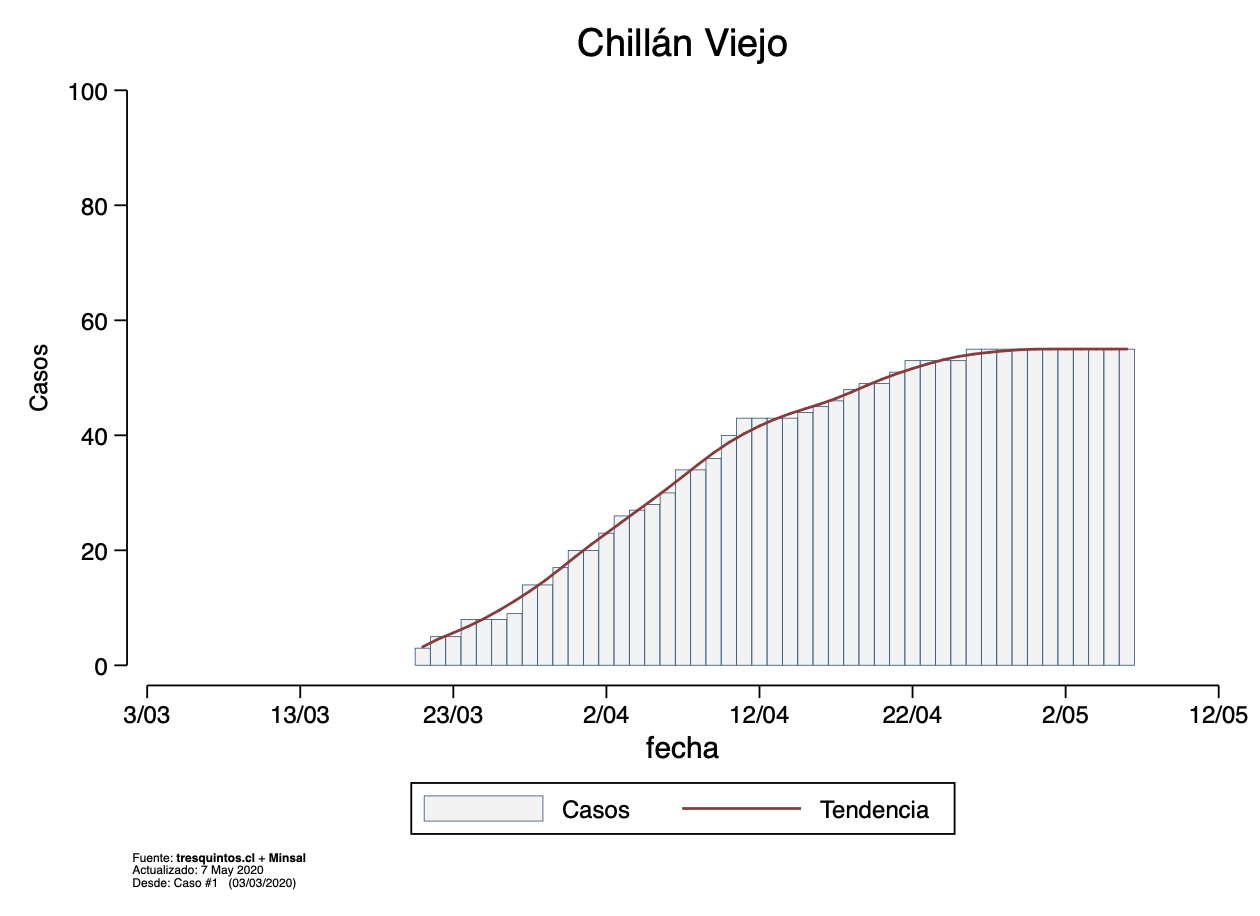 Chillán Viejo
100
80
60
40
20
0
Casos
3/03 13/03 23/03 2/04 12/04 22/04 2/05 12/05
fecha
Casos Tendencia
Fuente: tresquintos.cl + Minsal
Actualizado: 7 May 2020
Desde: Caso #1 (03/03/2020)